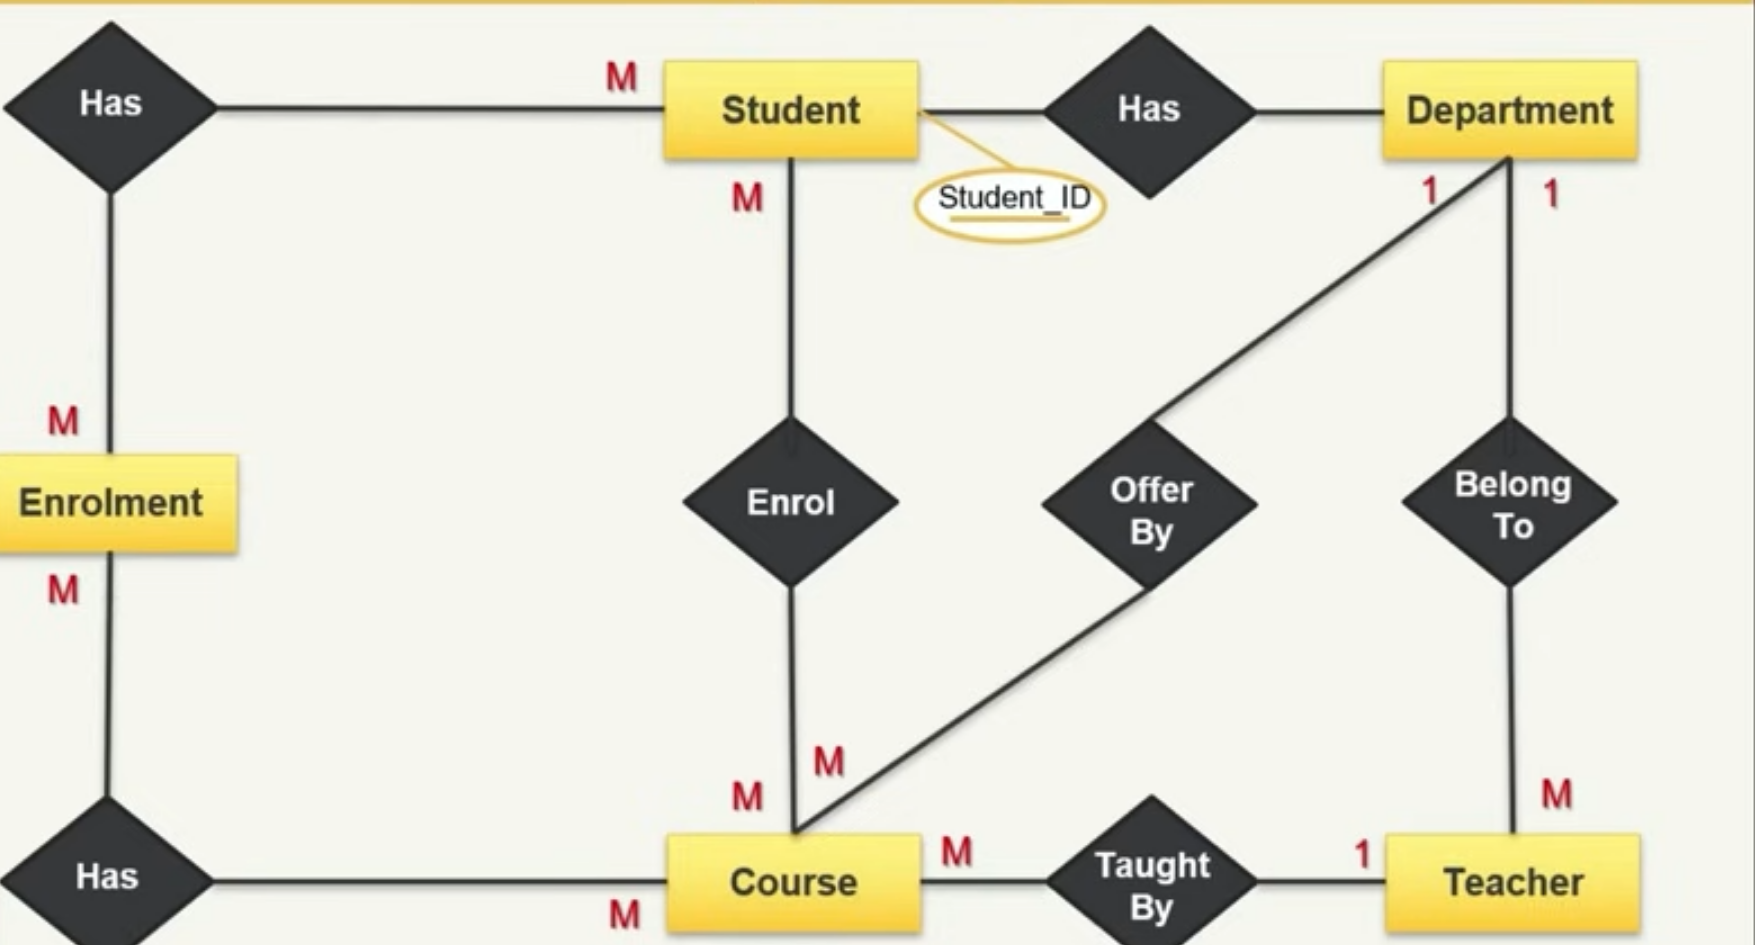 Has
M
Student
Has
Department
M
Student_ID
1
1
M
Enrolment
Enrol
Offer
By
Belong
To
M
M
M
M
Has
M
Course
M
Taught
By
1
Teacher